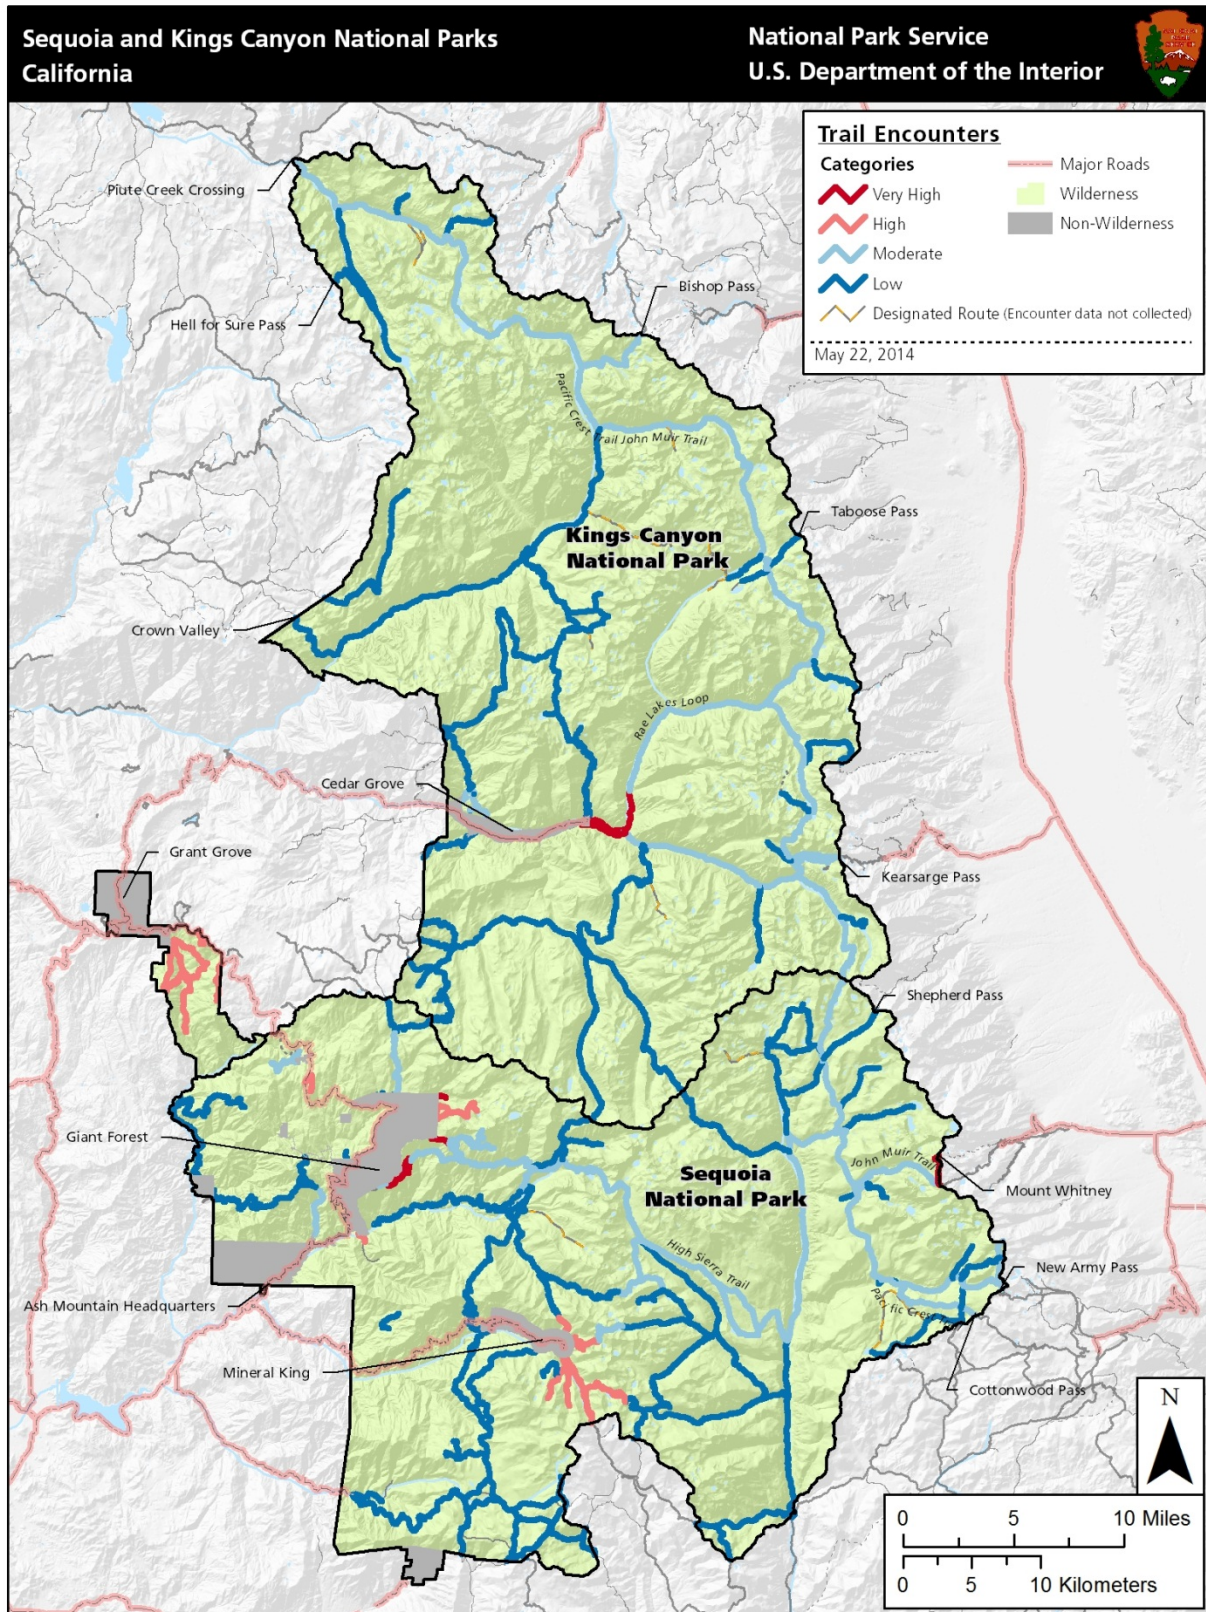 Sequoia and Kings Canyon National Parks
California
National Park Service
U.S. Department of the Interior
Trail Encounters
Categories
Very High
High
Moderate
Low
Designated Route (Encounter data not collected)
Major Roads
Wilderness
Non-Wilderness
May 22, 2014
Piute Creek Crossing
Hell for Sure Pass
Bishop Pass
Pacific Crest Trail John Muir Trail
Taboose Pass
Kings Canyon
National Park
Crown Valley
Rae Lakes Loop
Cedar Grove
Grant Grove
Kearsarge Pass
Shepherd Pass
Giant Forest
John Muir Trail
Sequoia
National Park
Mount Whitney
High Sierra Trail
New Army Pass
Ash Mountain Headquarters
Mineral King
Cottonwood Pass
N
0 5 10 Miles
0 5 10 Kilometers